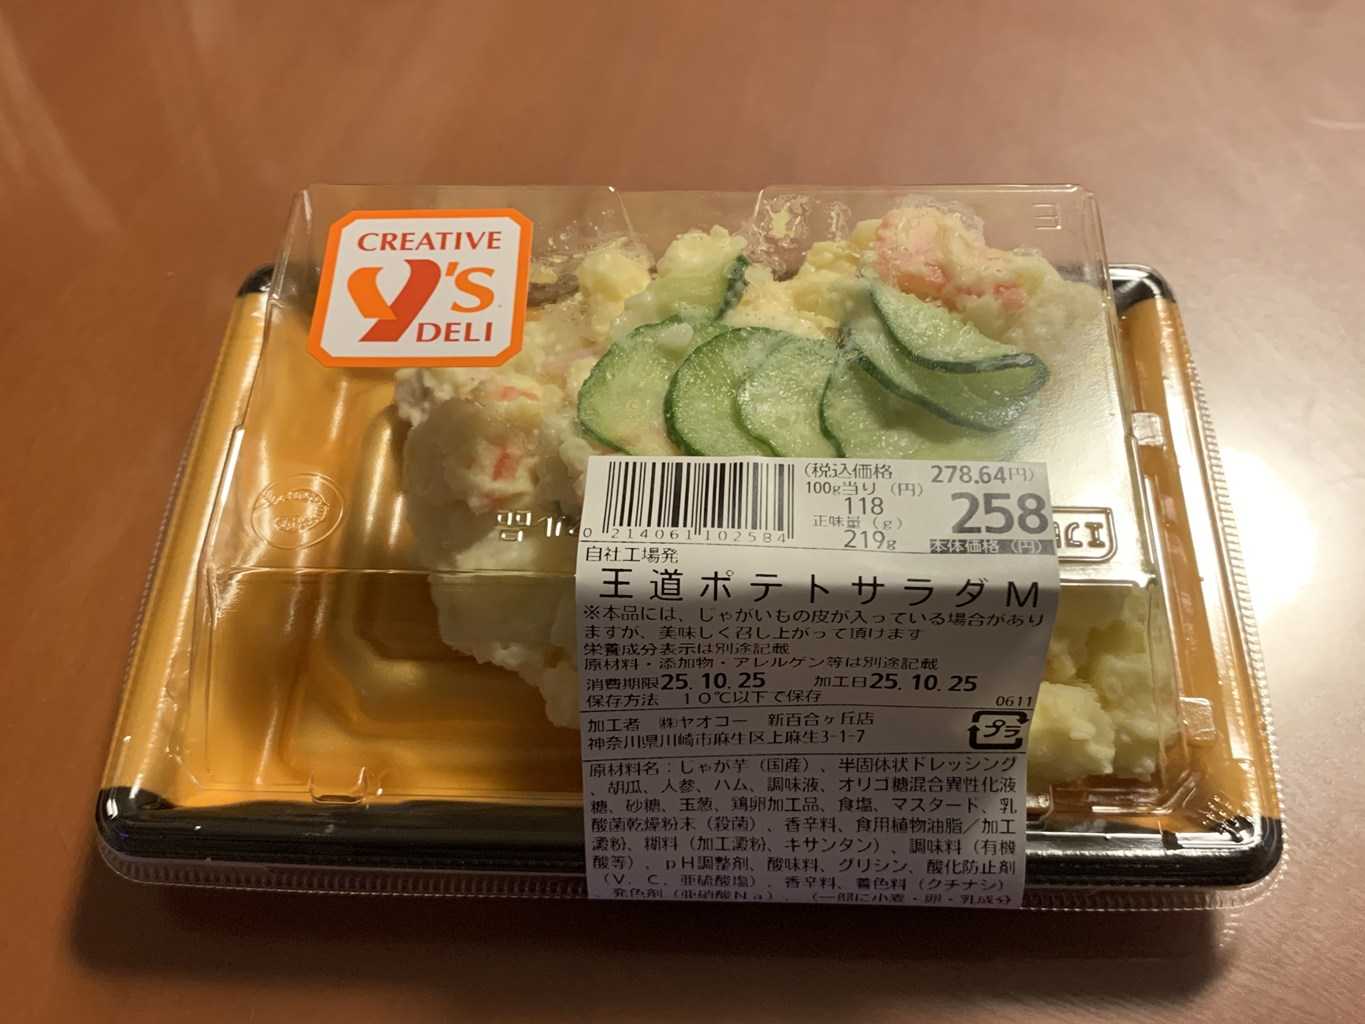 CREATIVE
y'S
DELI
(税込価格 278.64円)
100g当り (円)
118
258
正味量 (g)
219g
本体価格 (円)
0 214061 102584
自社工場発
王道ポテトサラダM
※本品には、じゃがいもの皮が入っている場合があり
ますが、美味しく召し上がって頂けます
栄養成分表示は別途記載
原材料・添加物・アレルゲン等は別途記載
消費期限25.10.25 加工日25.10.25
保存方法 10℃以下で保存
0611
加工者 ㈱ヤオコー 新百合ヶ丘店
神奈川県川崎市麻生区上麻生3-1-7
プラ
原材料名：じゃが芋（国産）、半固体状ドレッシング
、胡瓜、人参、ハム、調味液、オリゴ糖混合異性化液
糖、砂糖、玉葱、鶏卵加工品、食塩、マスタード、乳
酸菌乾燥粉末（殺菌）、香辛料、食用植物油脂／加工
澱粉、糊料（加工澱粉、キサンタン）、調味料（有機
酸等）、pH調整剤、酸味料、グリシン、酸化防止剤
（V．C、亜硫酸塩）、香辛料、着色料（クチナシ）
、発色剤（亜硝酸Na）、（一部に小麦・卵・乳成分